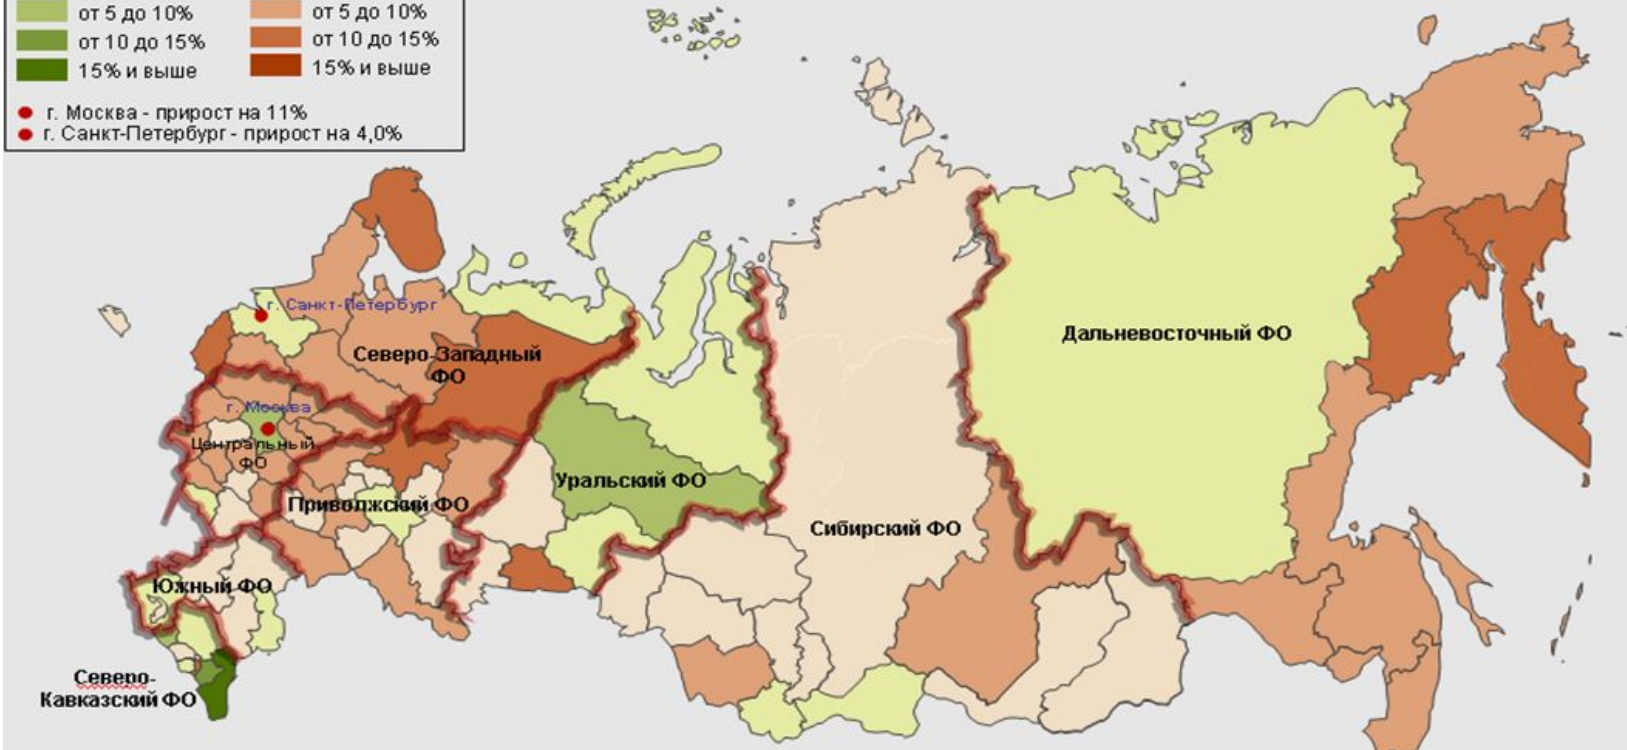 от 5 до 10%
от 5 до 10%
от 10 до 15%
от 10 до 15%
15% и выше
15% и выше
г. Москва - прирост на 11%
г. Санкт-Петербург - прирост на 4,0%
г. Санкт-Петербург
Северо-Западный
ФО
Дальневосточный ФО
г. Москва
Центральный
ФО
Уральский ФО
Приволжский ФО
Сибирский ФО
Южный ФО
Северо-
Кавказский ФО